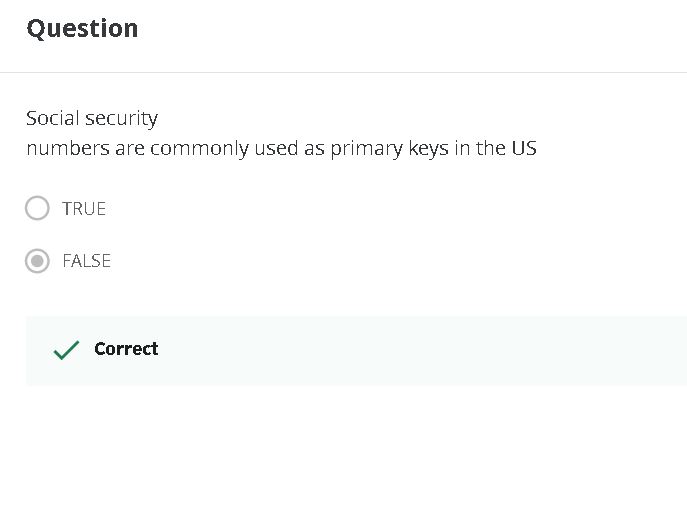 Question
Social security
numbers are commonly used as primary keys in the US
TRUE
FALSE
Correct